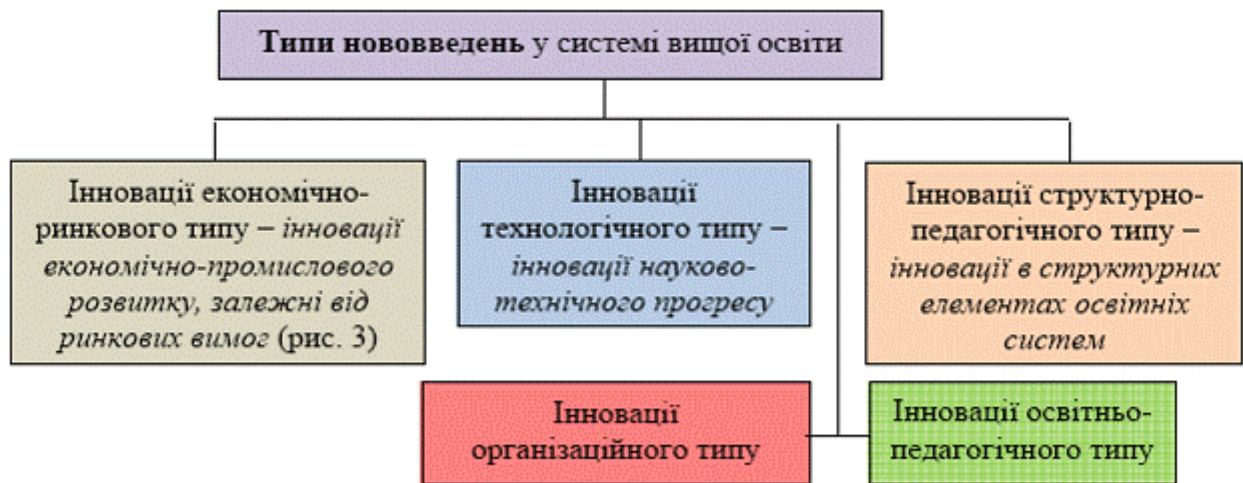 Типи нововведень у системі вищої освіти
Інновації економічно-
ринкового типу – інновації
економічно-промислового
розвитку, залежні від
ринкових вимог (рис. 3)
Інновації
технологічного типу –
інновації науково-
технічного прогресу
Інновації структурно-
педагогічного типу –
інновації в структурних
елементах освітніх
систем
Інновації
організаційного типу
Інновації освітньо-
педагогічного типу